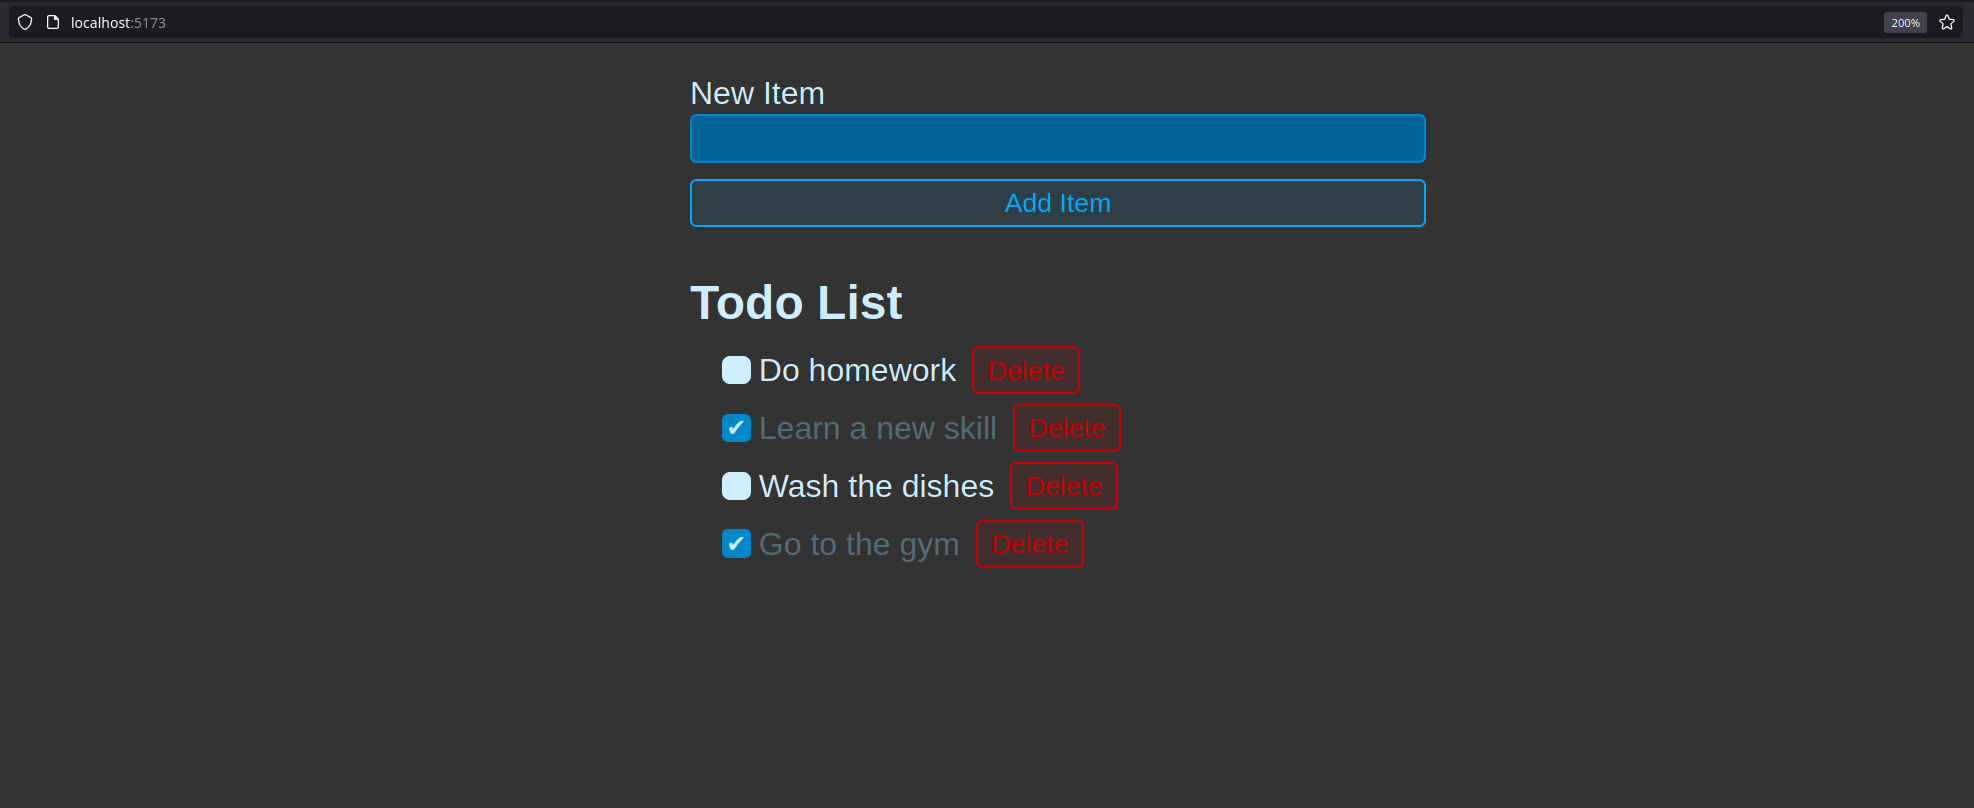 localhost:5173
200%
New Item
Add Item
Todo List
Do homework Delete
✔ Learn a new skill Delete
Wash the dishes Delete
✔ Go to the gym Delete